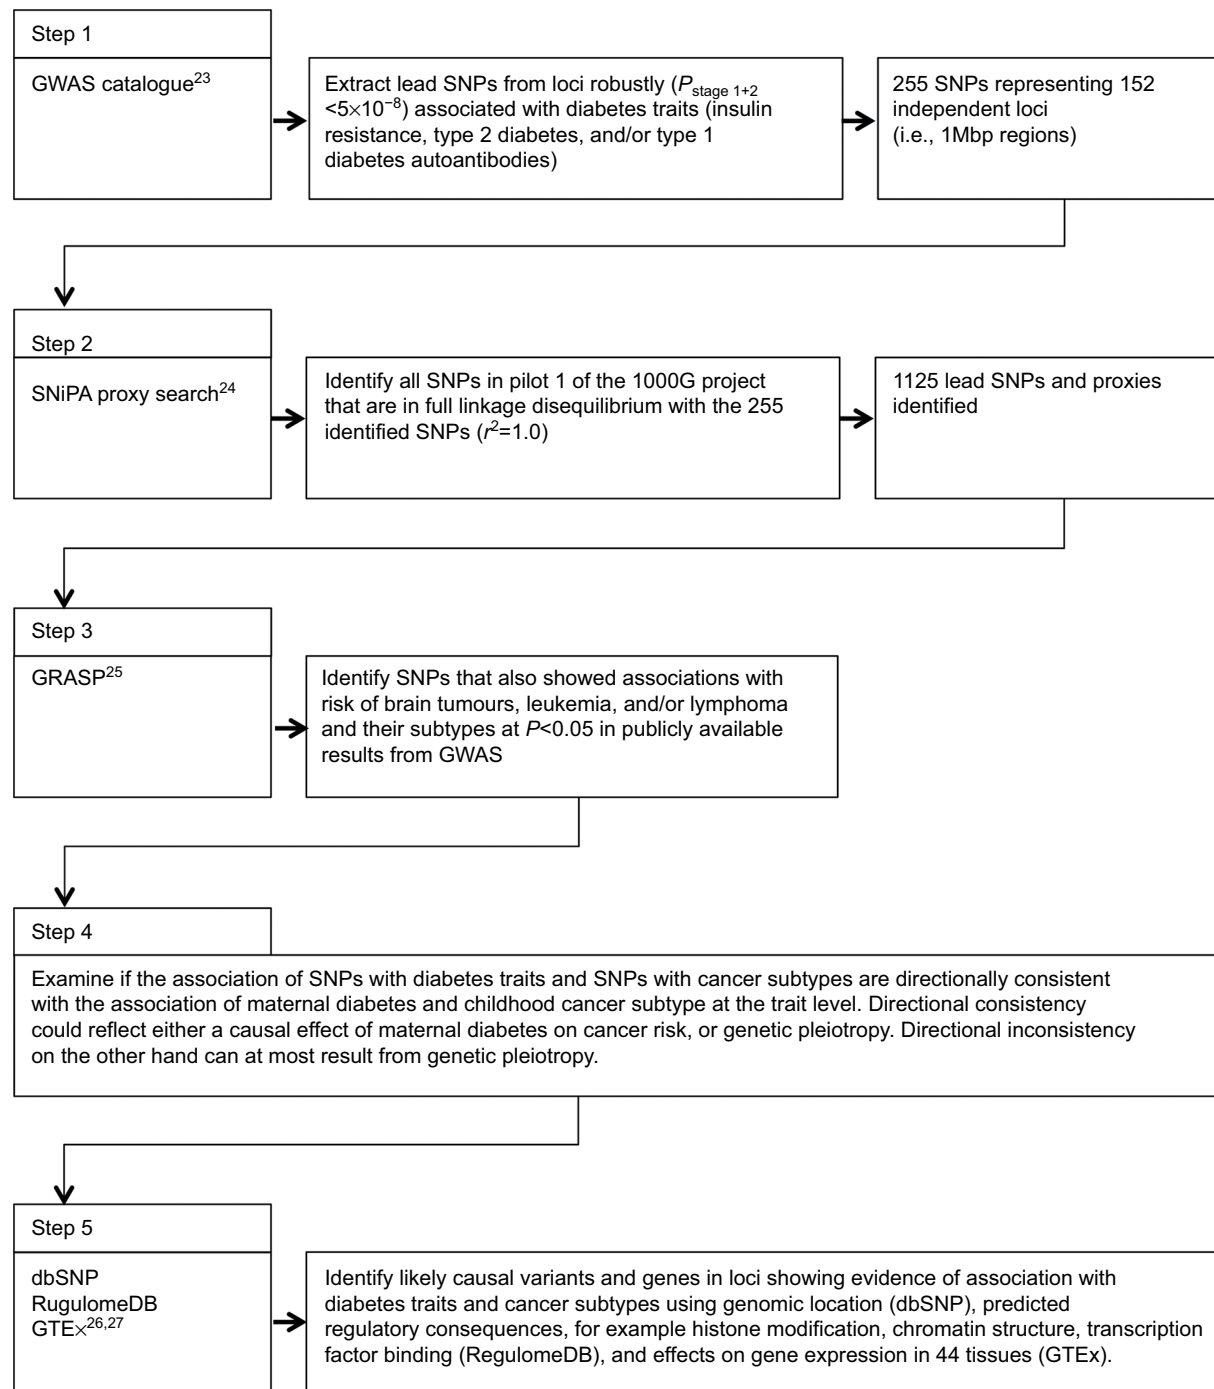 Step 1
GWAS catalogue23
Extract lead SNPs from loci robustly (Pstage 1+2
<5×10−8) associated with diabetes traits (insulin
resistance, type 2 diabetes, and/or type 1
diabetes autoantibodies)
255 SNPs representing 152
independent loci
(i.e., 1Mbp regions)
Step 2
SNiPA proxy search24
Identify all SNPs in pilot 1 of the 1000G project
that are in full linkage disequilibrium with the 255
identified SNPs (r2=1.0)
1125 lead SNPs and proxies
identified
Step 3
GRASP25
Identify SNPs that also showed associations with
risk of brain tumours, leukemia, and/or lymphoma
and their subtypes at P<0.05 in publicly available
results from GWAS
Step 4
Examine if the association of SNPs with diabetes traits and SNPs with cancer subtypes are directionally consistent
with the association of maternal diabetes and childhood cancer subtype at the trait level. Directional consistency
could reflect either a causal effect of maternal diabetes on cancer risk, or genetic pleiotropy. Directional inconsistency
on the other hand can at most result from genetic pleiotropy.
Step 5
dbSNP
RugulomeDB
GTE×26,27
Identify likely causal variants and genes in loci showing evidence of association with
diabetes traits and cancer subtypes using genomic location (dbSNP), predicted
regulatory consequences, for example histone modification, chromatin structure, transcription
factor binding (RegulomeDB), and effects on gene expression in 44 tissues (GTEx).